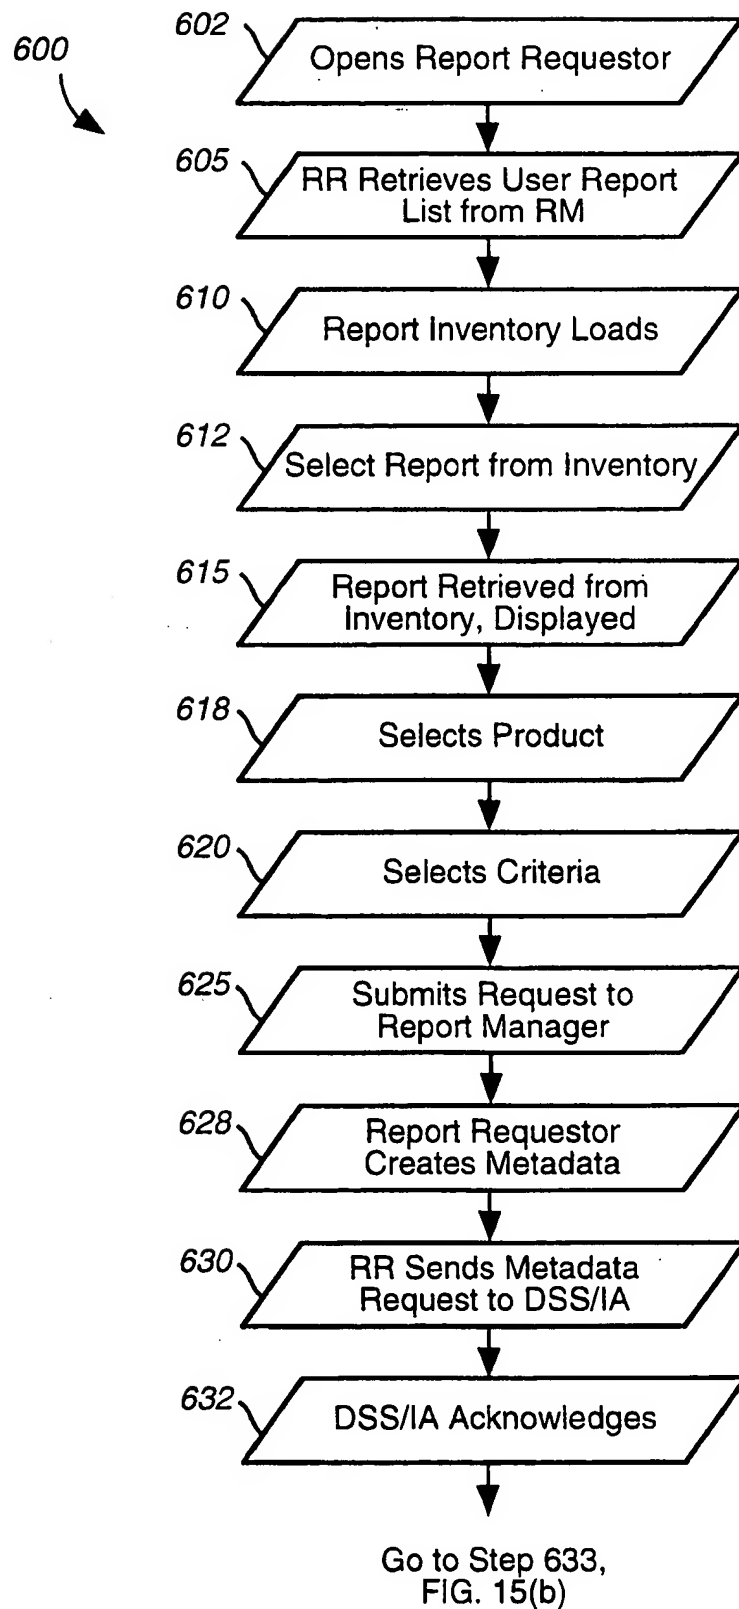 600
602
Opens Report Requestor
605
RR Retrieves User Report
List from RM
610
Report Inventory Loads
612
Select Report from Inventory
615
Report Retrieved from
Inventory, Displayed
618
Selects Product
620
Selects Criteria
625
Submits Request to
Report Manager
628
Report Requestor
Creates Metadata
630
RR Sends Metadata
Request to DSS/IA
632
DSS/IA Acknowledges
Go to Step 633,
FIG. 15(b)